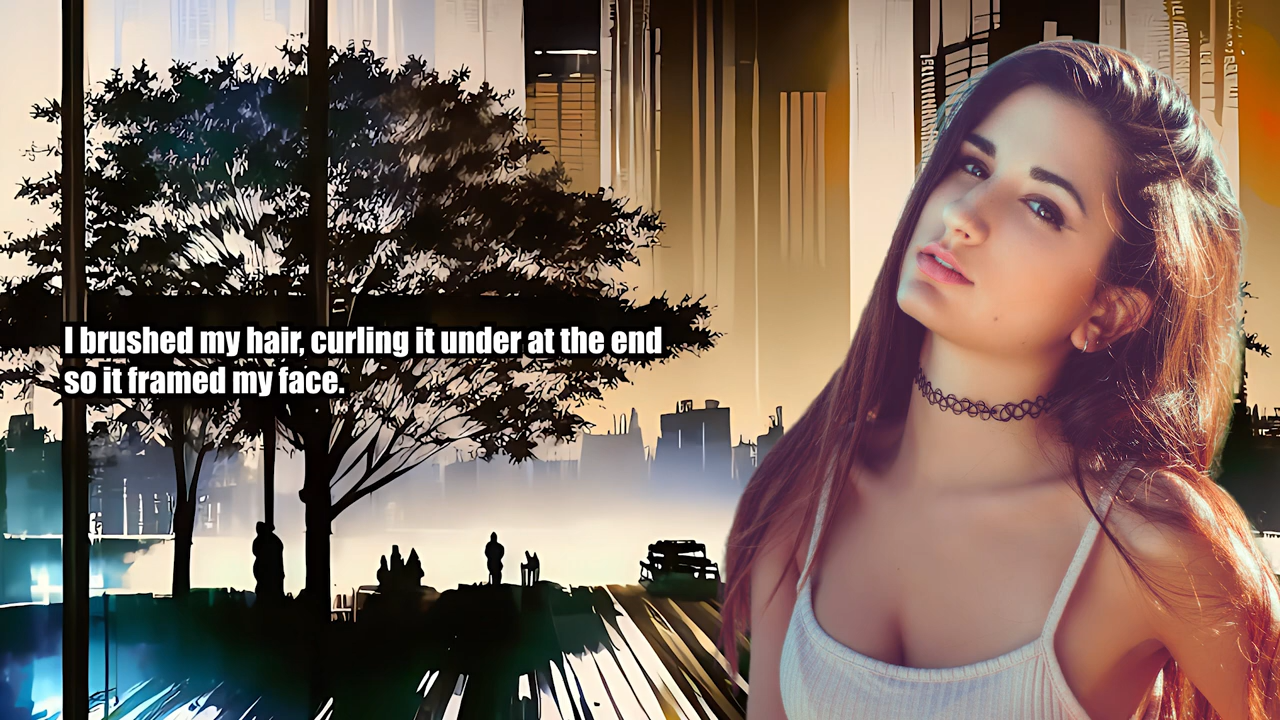 I brushed my hair, curling it under at the end
so it framed my face.